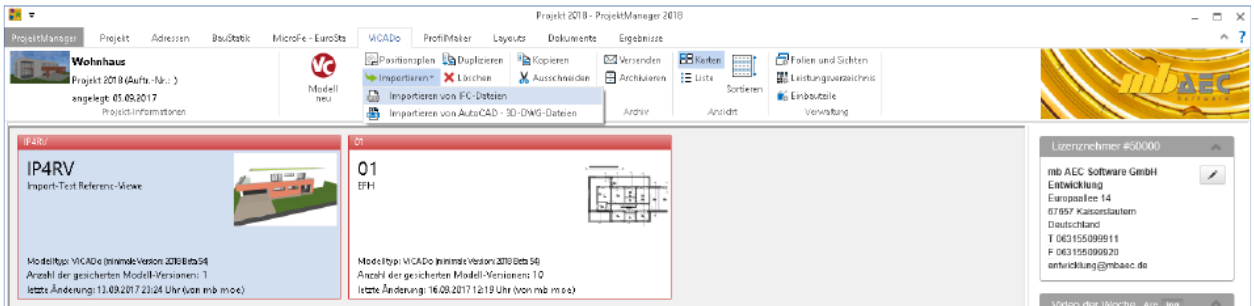 Projekt 2018 - ProjektManager 2018
ProjektManager Projekt Adressen BauStatik MicroFe - EuroSta ViCADo ProfilMaker Layouts Dokumente Ergebnisse
Wohnhaus
Projekt 2018 (Auftr.-Nr.: )
angelegt: 05.09.2017
Projekt-Informationen
Modell
neu
Positionsplan Duplizieren Kopieren
Importieren Löschen Ausschneiden
Importieren von IFC-Dateien
Importieren von AutoCAD - 3D-DWG-Dateien
Versenden
Archivieren
Archiv
Karten
Liste
Sortieren
Ansicht
Folien und Sichten
Leistungsverzeichnis
Einbauteile
Verwaltung
mb AEC
Software
IP4RV
IP4RV
Import-Test Referenz-Viewe
Modelltyp: ViCADo (minimale Version: 2018 Beta 54)
Anzahl der gesicherten Modell-Versionen: 1
letzte Änderung: 13.09.2017 23:24 Uhr (von mb moe)
01
01
EFH
Modelltyp: ViCADo (minimale Version: 2018 Beta 54)
Anzahl der gesicherten Modell-Versionen: 10
letzte Änderung: 16.09.2017 12:19 Uhr (von mb moe)
Lizenznehmer #50000
mb AEC Software GmbH
Entwicklung
Europaallee 14
67657 Kaiserslautern
Deutschland
T 063155099911
F 063155099920
entwicklung@mbaec.de
Video der Woche